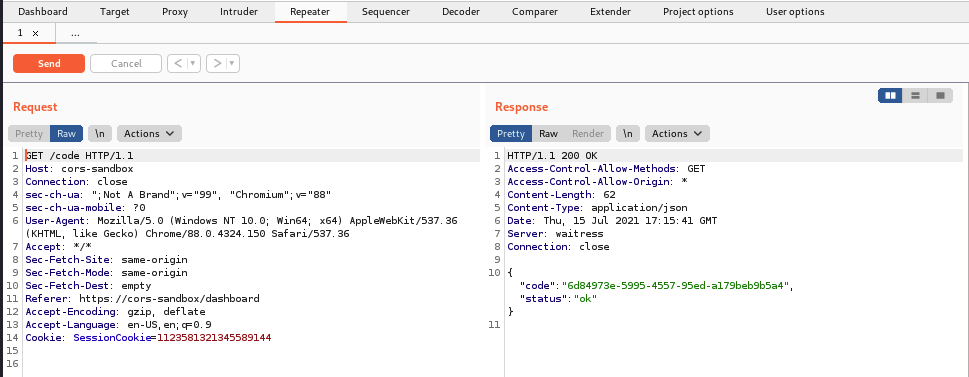 Dashboard Target Proxy Intruder Repeater Sequencer Decoder Comparer Extender Project options User options
1 × ...
Send Cancel < ▼ > ▼
Request
Pretty Raw \n Actions
1 GET /code HTTP/1.1
2 Host: cors-sandbox
3 Connection: close
4 sec-ch-ua: ";Not A Brand";v="99", "Chromium";v="88"
5 sec-ch-ua-mobile: ?0
6 User-Agent: Mozilla/5.0 (Windows NT 10.0; Win64; x64) AppleWebKit/537.36
(KHTML, like Gecko) Chrome/88.0.4324.150 Safari/537.36
7 Accept: */*
8 Sec-Fetch-Site: same-origin
9 Sec-Fetch-Mode: same-origin
10 Sec-Fetch-Dest: empty
11 Referer: https://cors-sandbox/dashboard
12 Accept-Encoding: gzip, deflate
13 Accept-Language: en-US,en;q=0.9
14 Cookie: SessionCookie=1123581321345589144
15
16
Response
Pretty Raw Render \n Actions
1 HTTP/1.1 200 OK
2 Access-Control-Allow-Methods: GET
3 Access-Control-Allow-Origin: *
4 Content-Length: 62
5 Content-Type: application/json
6 Date: Thu, 15 Jul 2021 17:15:41 GMT
7 Server: waitress
8 Connection: close
9
10 {
"code":"6d84973e-5995-4557-95ed-a179beb9b5a4",
"status":"ok"
}
11